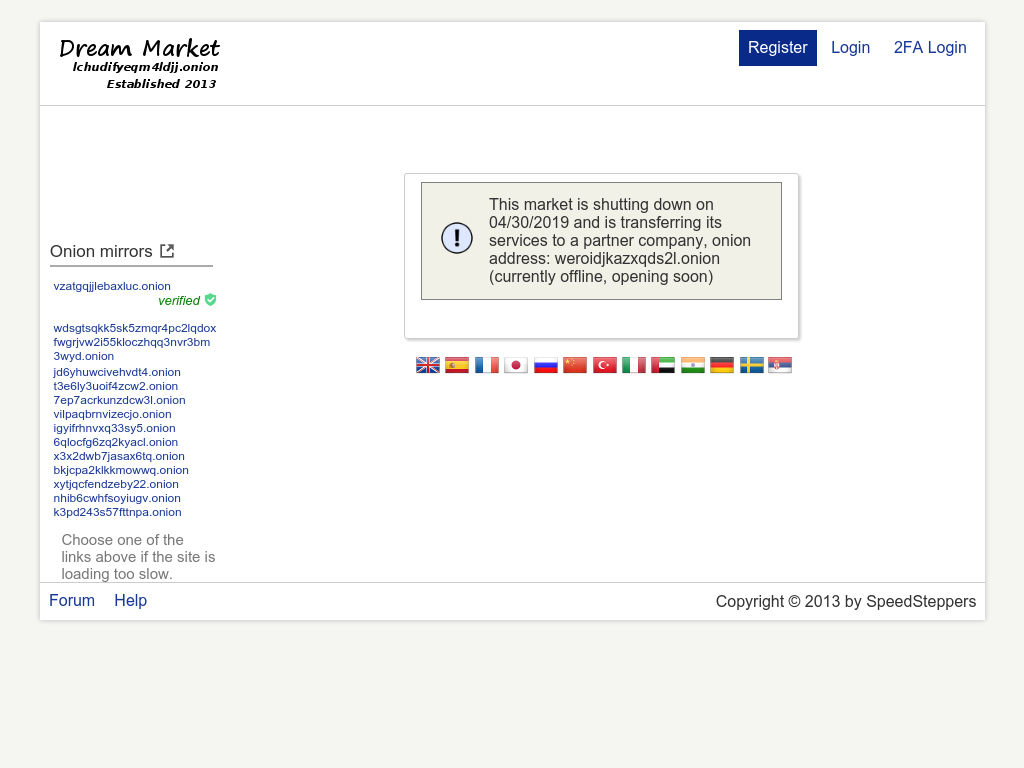 Dream Market
lchudifyeqm4ldjj.onion
Established 2013
Register
Login
2FA Login
This market is shutting down on
04/30/2019 and is transferring its
services to a partner company, onion
address: weroidjkazxqds2l.onion
(currently offline, opening soon)
Onion mirrors
vzatgqjjlebaxluc.onion
verified
wdsgtsqkk5sk5zmqr4pc2lqdox
fwgrjvw2i55kloczhqq3nvr3bm
3wyd.onion
jd6yhuwcivehvdt4.onion
t3e6ly3uoif4zcw2.onion
7ep7acrkunzdcw3l.onion
vilpaqbrnvizecjo.onion
igyifrhnvxq33sy5.onion
6qlocfg6zq2kyacl.onion
x3x2dwb7jasax6tq.onion
bkjcpa2klkkmowwq.onion
xytjqcfendzeby22.onion
nhib6cwhfsoyiugv.onion
k3pd243s57fttnpa.onion
Choose one of the
links above if the site is
loading too slow.
Forum
Help
Copyright © 2013 by SpeedSteppers